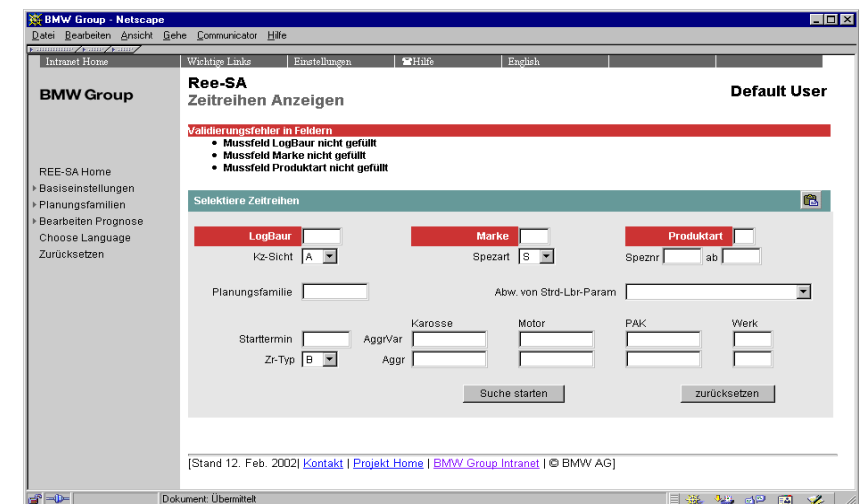 BMW Group - Netscape
Datei Bearbeiten Ansicht Gehe Communicator Hilfe
Intranet Home Wichtige Links Einstellungen Hilfe English
BMW Group
Ree-SA
Zeitreihen Anzeigen
Default User
Validierungsfehler in Feldern
• Mussfeld LogBaur nicht gefüllt
• Mussfeld Marke nicht gefüllt
• Mussfeld Produktart nicht gefüllt
REE-SA Home
Basiseinstellungen
Planungsfamilien
Bearbeiten Prognose
Choose Language
Zurücksetzen
Selektiere Zeitreihen
LogBaur Marke Produktart
Kz-Sicht A Spezart S Speznr ab
Planungsfamilie Abw. von Strd-Lbr-Param
Karosse Motor PAK Werk
Starttermin AggrVar
Zr-Typ B Aggr
Suche starten zurücksetzen
[Stand 12. Feb. 2002| Kontakt | Projekt Home | BMW Group Intranet | © BMW AG]
Dokument: Übermittelt